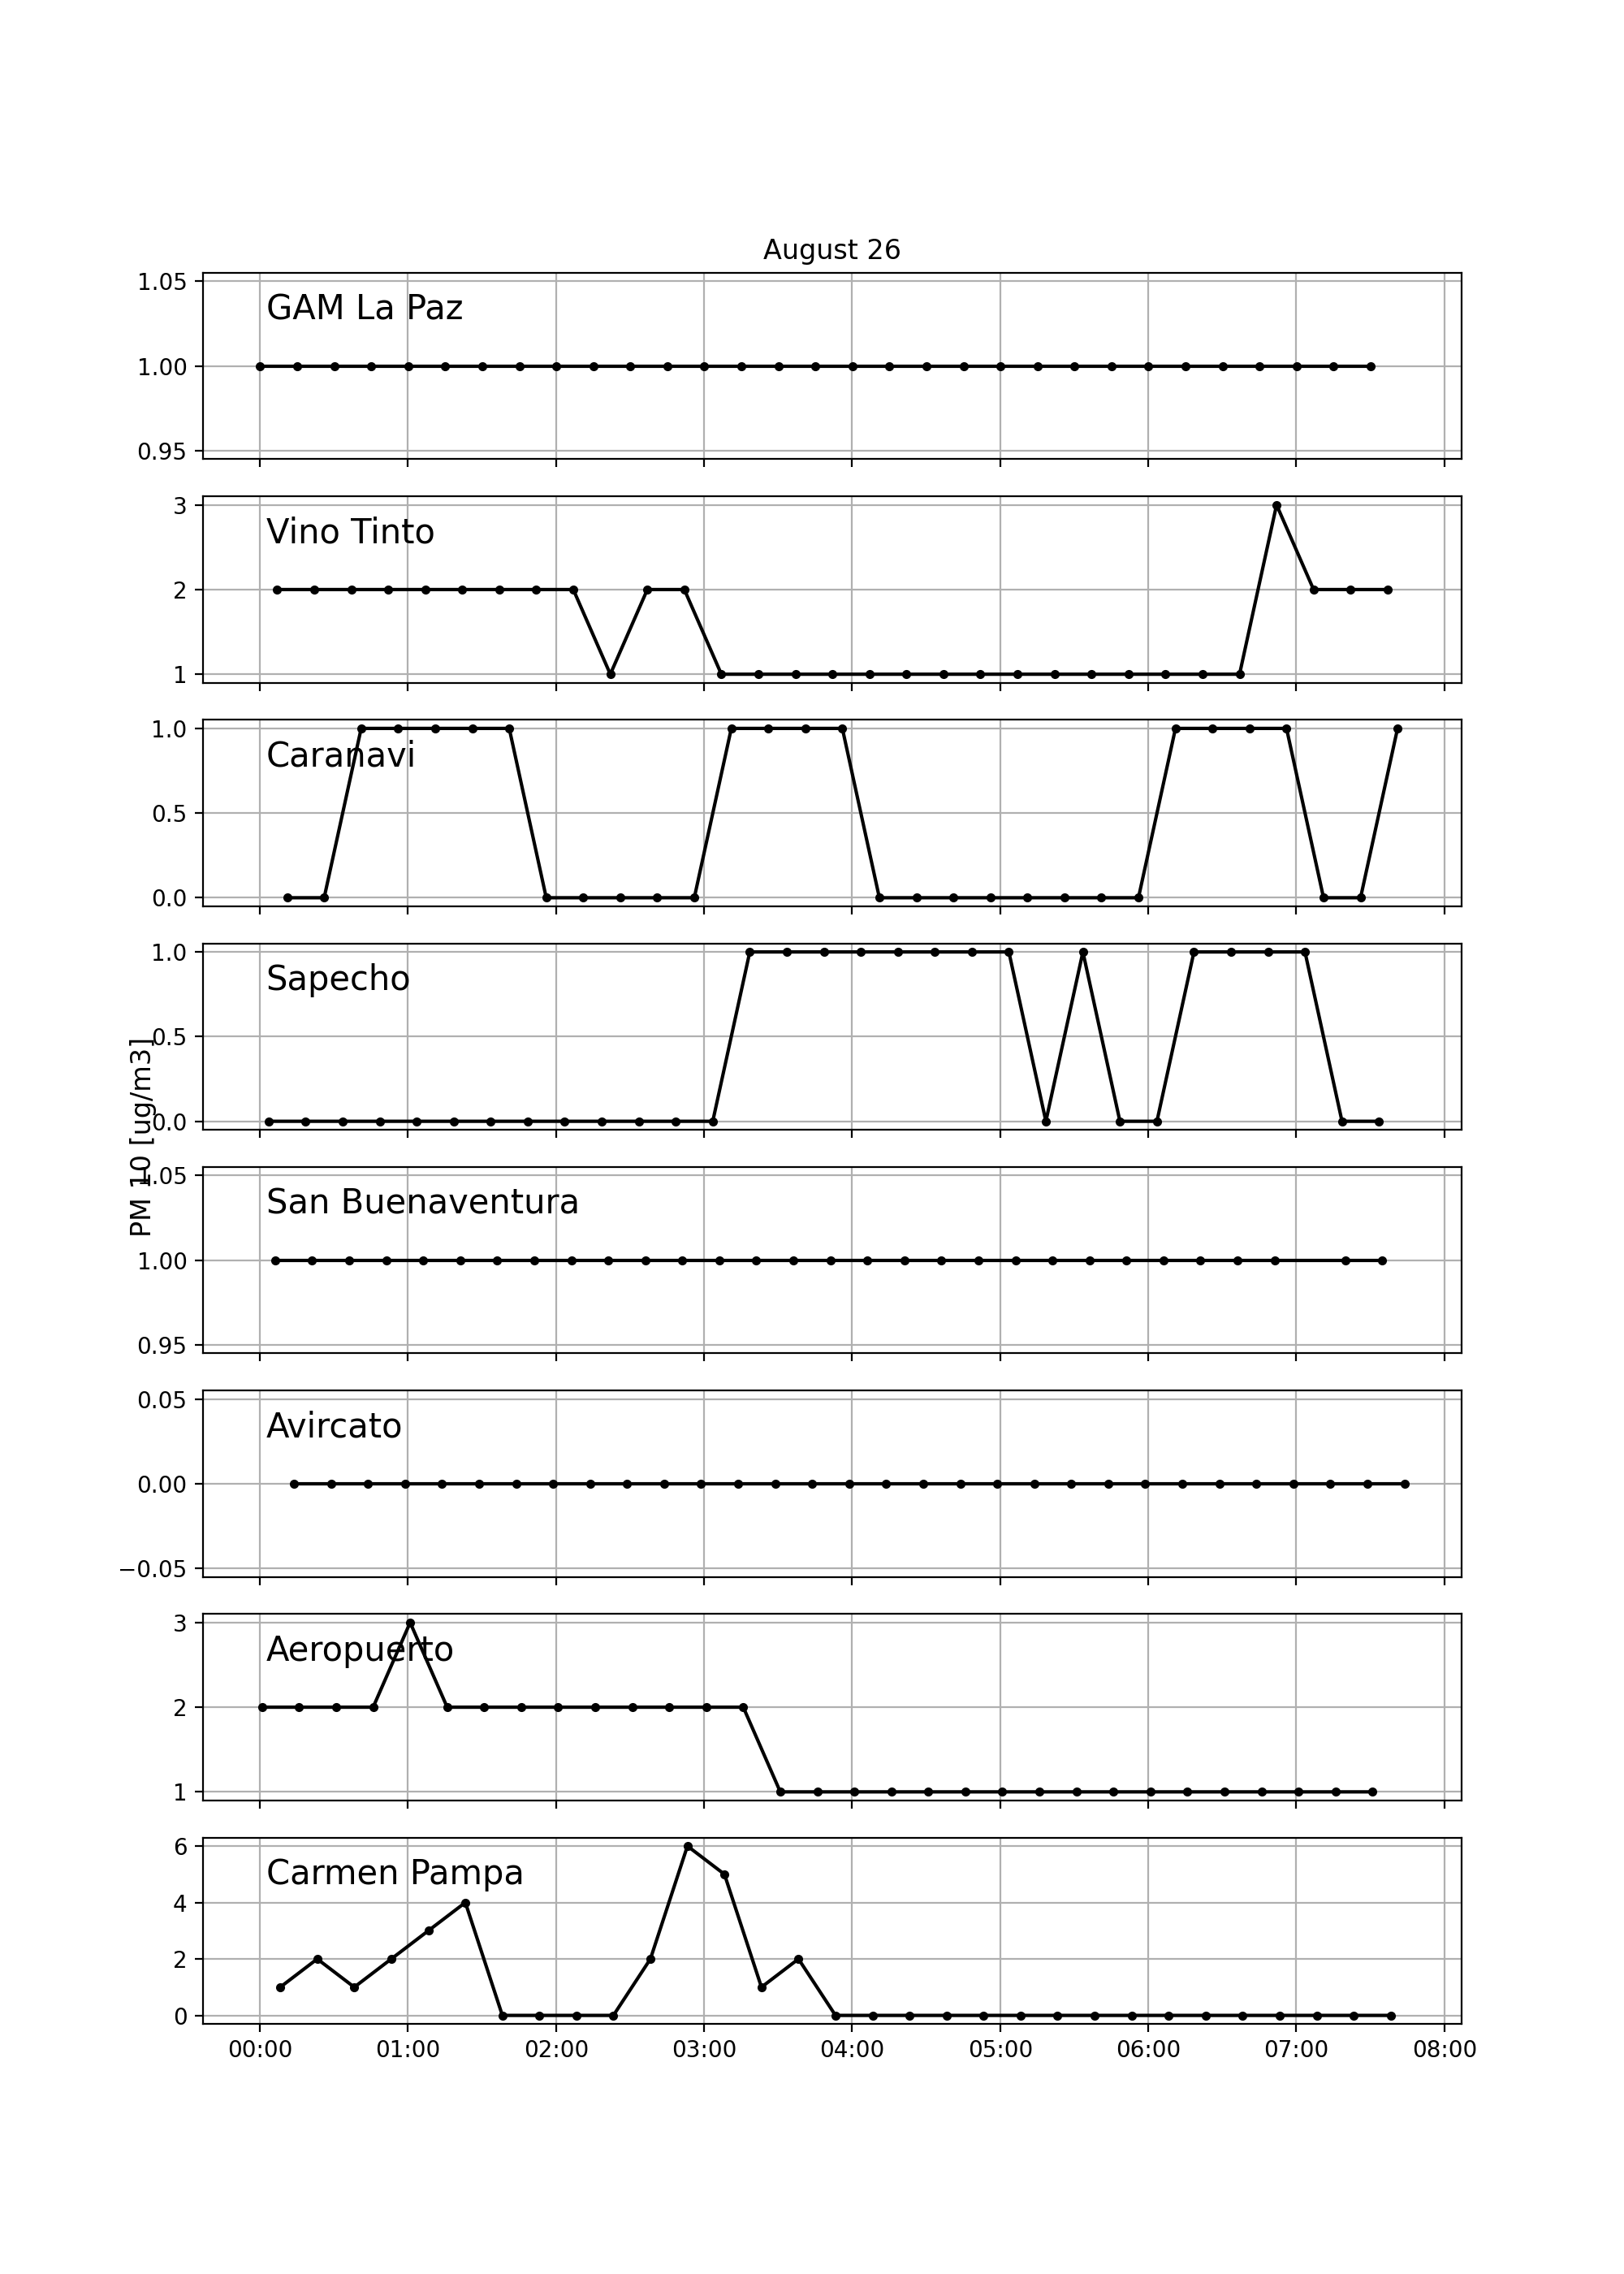 August 26
1.05
GAM La Paz
1.00
0.95
3
Vino Tinto
2
1
1.0
Caranavi
0.5
0.0
1.0
Sapecho
0.5
0.0
PM 10 [ug/m3]
1.05
San Buenaventura
1.00
0.95
0.05
Avircato
0.00
−0.05
3
Aeropuerto
2
1
6
Carmen Pampa
4
2
0
00:00 01:00 02:00 03:00 04:00 05:00 06:00 07:00 08:00